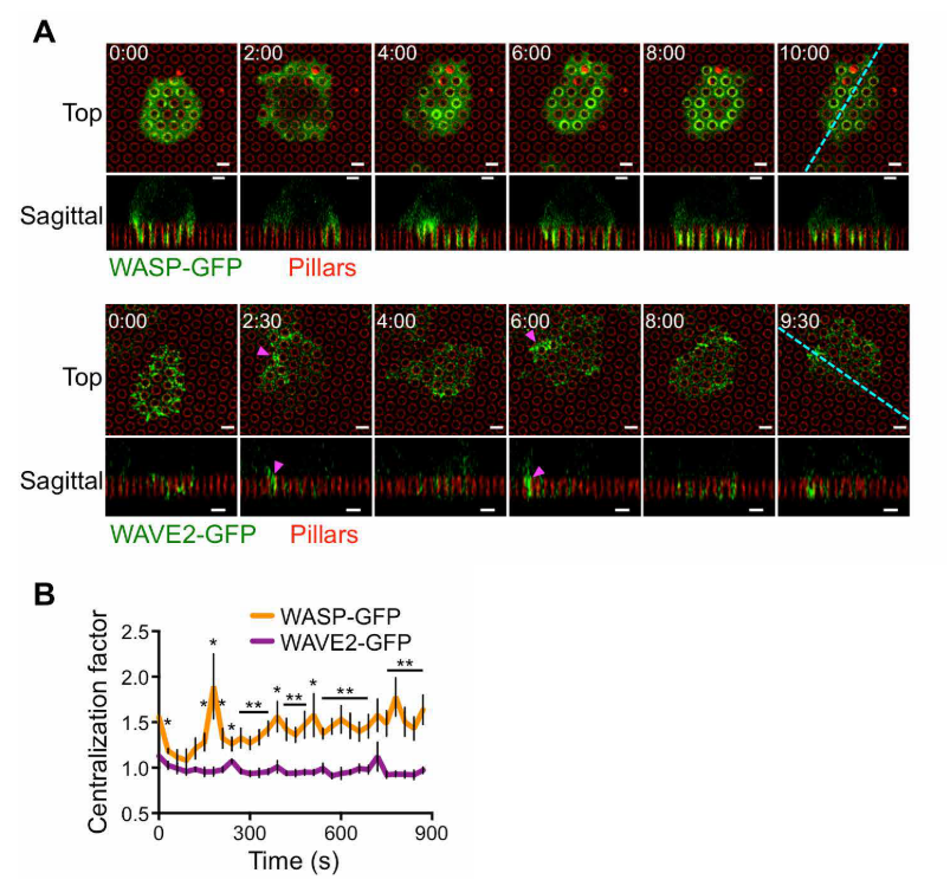 A
0:00 2:00 4:00 6:00 8:00 10:00
Top
Sagittal
WASP-GFP Pillars
0:00 2:30 4:00 6:00 8:00 9:30
Top
Sagittal
WAVE2-GFP Pillars
B
WASP-GFP
WAVE2-GFP
Centralization factor
2.5
2.0
1.5
1.0
0.5
* * * * * ** * ** * ** **
0 300 600 900
Time (s)